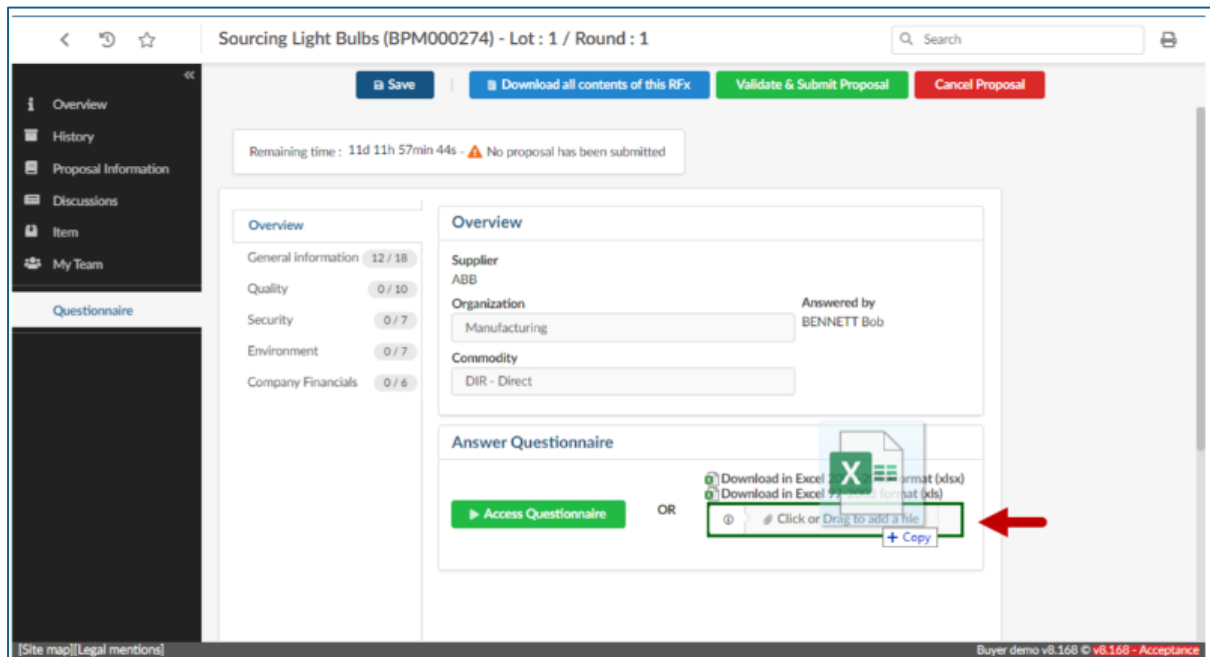 Sourcing Light Bulbs (BPM000274) - Lot : 1 / Round : 1
Search
Save
Download all contents of this RFx
Validate & Submit Proposal
Cancel Proposal
Overview
History
Proposal Information
Discussions
Item
My Team
Questionnaire
Remaining time : 11d 11h 57min 44s - No proposal has been submitted
Overview
General information 12 / 18
Quality 0 / 10
Security 0 / 7
Environment 0 / 7
Company Financials 0 / 6
Overview
Supplier
ABB
Organization
Manufacturing
Answered by
BENNETT Bob
Commodity
DIR - Direct
Answer Questionnaire
Access Questionnaire
OR
Download in Excel format (xlsx)
Download in Excel format (xls)
Click or Drag to add a file
+ Copy
[Site map][Legal mentions]
Buyer demo v8.168 © v8.168 - Acceptance